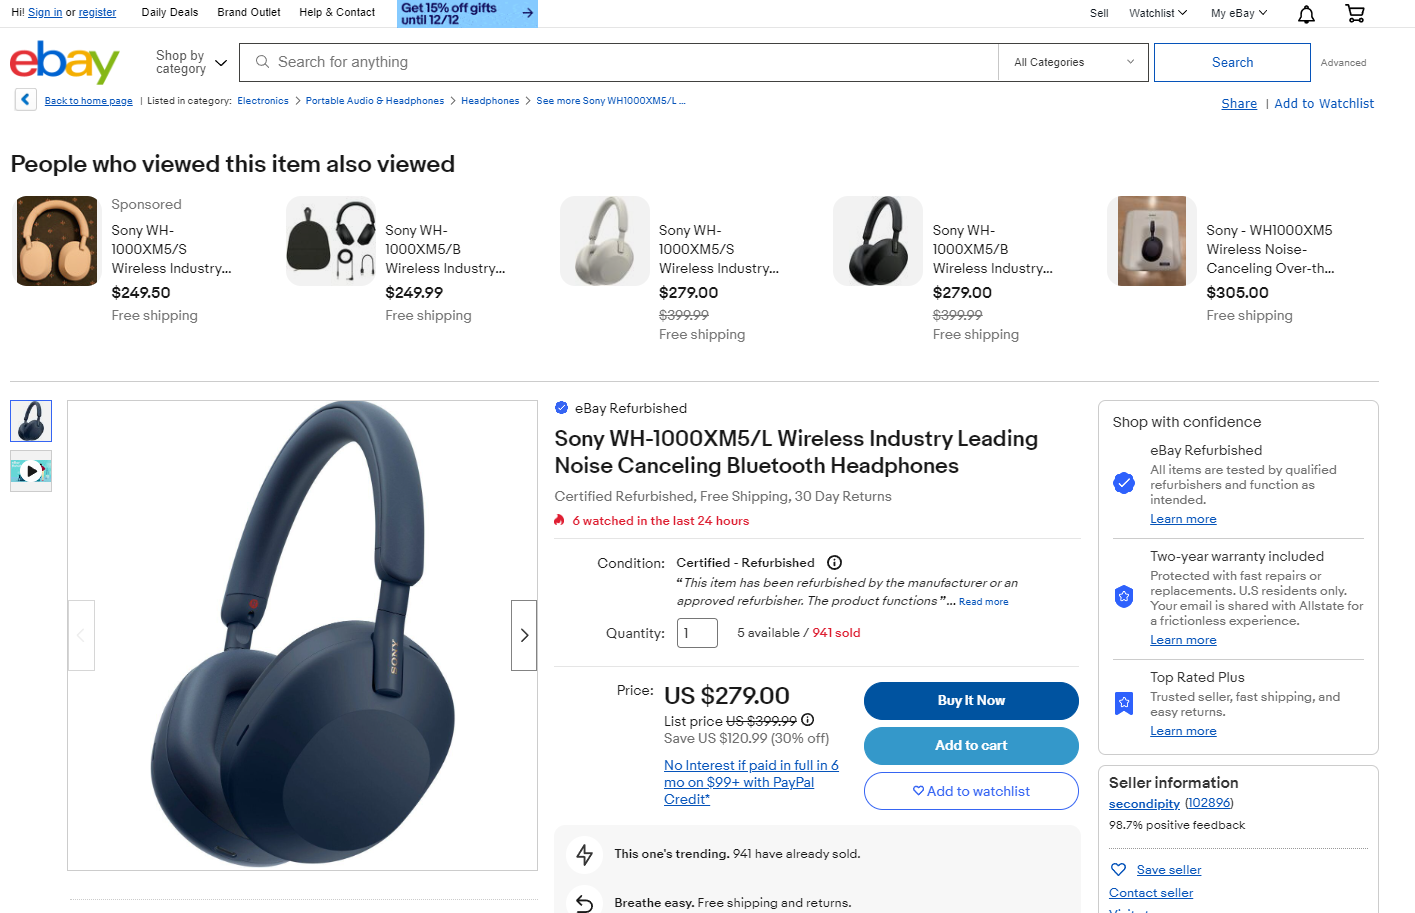 Hi! Sign in or register
Daily Deals
Brand Outlet
Help & Contact
Get 15% off gifts
until 12/12
Sell
Watchlist
My eBay
ebay
Shop by
category
Search for anything
All Categories
Search
Advanced
Back to home page | Listed in category: Electronics > Portable Audio & Headphones > Headphones > See more Sony WH1000XM5/L ...
Share | Add to Watchlist
People who viewed this item also viewed
Sponsored
Sony WH-
1000XM5/S
Wireless Industry...
$249.50
Free shipping
Sony WH-
1000XM5/B
Wireless Industry...
$249.99
Free shipping
Sony WH-
1000XM5/S
Wireless Industry...
$279.00
$399.99
Free shipping
Sony WH-
1000XM5/B
Wireless Industry...
$279.00
$399.99
Free shipping
Sony - WH1000XM5
Wireless Noise-
Canceling Over-th...
$305.00
Free shipping
SONY
eBay Refurbished
Sony WH-1000XM5/L Wireless Industry Leading
Noise Canceling Bluetooth Headphones
Certified Refurbished, Free Shipping, 30 Day Returns
6 watched in the last 24 hours
Condition: Certified - Refurbished
“This item has been refurbished by the manufacturer or an
approved refurbisher. The product functions”... Read more
Quantity: 1 5 available / 941 sold
Price: US $279.00
List price US $399.99
Save US $120.99 (30% off)
No Interest if paid in full in 6
mo on $99+ with PayPal
Credit*
Buy It Now
Add to cart
Add to watchlist
This one's trending. 941 have already sold.
Breathe easy. Free shipping and returns.
Shop with confidence
eBay Refurbished
All items are tested by qualified
refurbishers and function as
intended.
Learn more
Two-year warranty included
Protected with fast repairs or
replacements. U.S residents only.
Your email is shared with Allstate for
a frictionless experience.
Learn more
Top Rated Plus
Trusted seller, fast shipping, and
easy returns.
Learn more
Seller information
secondipity (102896)
98.7% positive feedback
Save seller
Contact seller